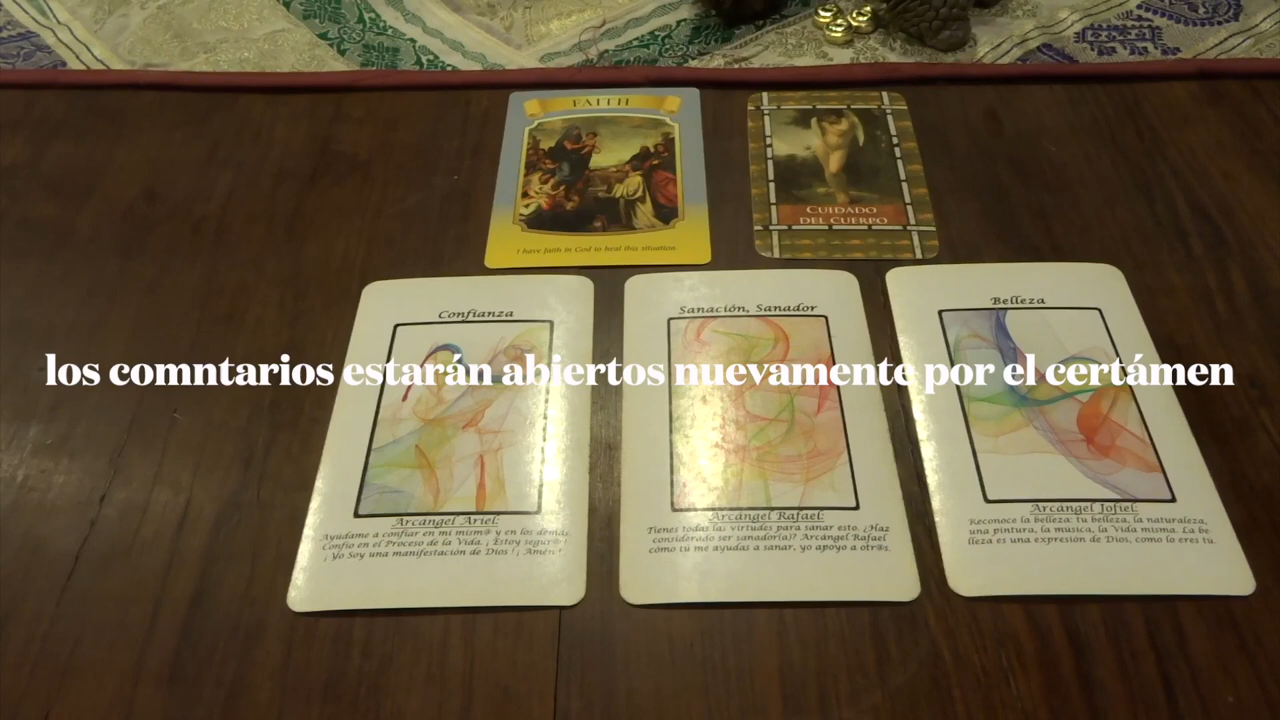 FAITH
I have faith in God to heal this situation.
CUIDADO
DEL CUERPO
los comntarios estarán abiertos nuevamente por el certámen
Confianza
Arcángel Ariel:
Ayúdame a confiar en mí mism@ y en los demás.
Confío en el Proceso de la Vida. ¡ Estoy segur@ !
¡ Yo Soy una manifestación de Dios ! ¡ Amén !
Sanación, Sanador
Arcángel Rafael:
Tienes todas las virtudes para sanar esto. ¿Haz
considerado ser sanador(a)? Arcángel Rafael
cómo tú me ayudas a sanar, yo apoyo a otr@s.
Belleza
Arcángel Jofiel:
Reconoce la belleza: tu belleza, la naturaleza,
una pintura, la música, la Vida misma. La be-
lleza es una expresión de Dios, como lo eres tú.